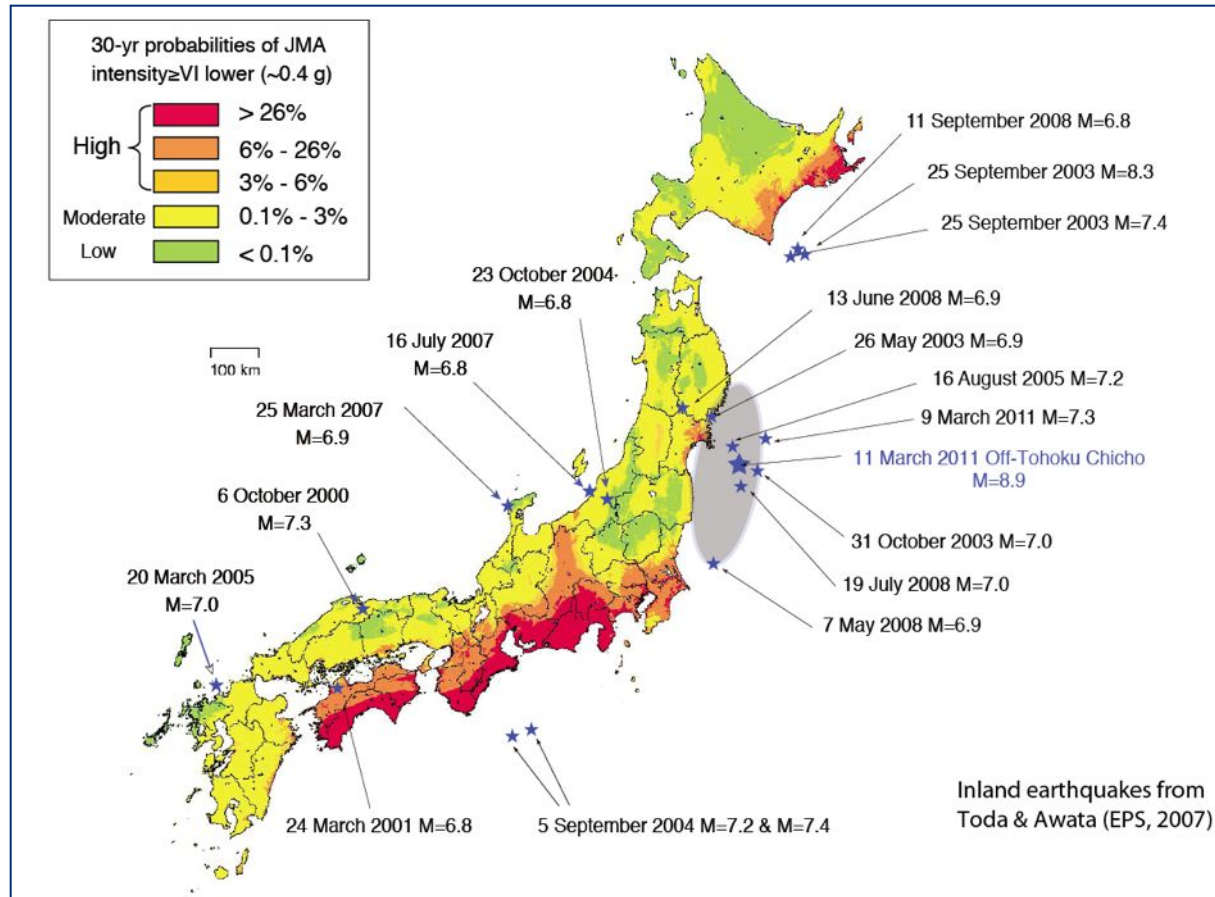 30-yr probabilities of JMA
intensity≥VI lower (~0.4 g)
High
> 26%
6% - 26%
3% - 6%
Moderate
0.1% - 3%
Low
< 0.1%
100 km
11 September 2008 M=6.8
25 September 2003 M=8.3
25 September 2003 M=7.4
23 October 2004
M=6.8
13 June 2008 M=6.9
16 July 2007
M=6.8
26 May 2003 M=6.9
16 August 2005 M=7.2
25 March 2007
M=6.9
9 March 2011 M=7.3
11 March 2011 Off-Tohoku Chicho
M=8.9
6 October 2000
M=7.3
31 October 2003 M=7.0
20 March 2005
M=7.0
19 July 2008 M=7.0
7 May 2008 M=6.9
24 March 2001 M=6.8
5 September 2004 M=7.2 & M=7.4
Inland earthquakes from
Toda & Awata (EPS, 2007)